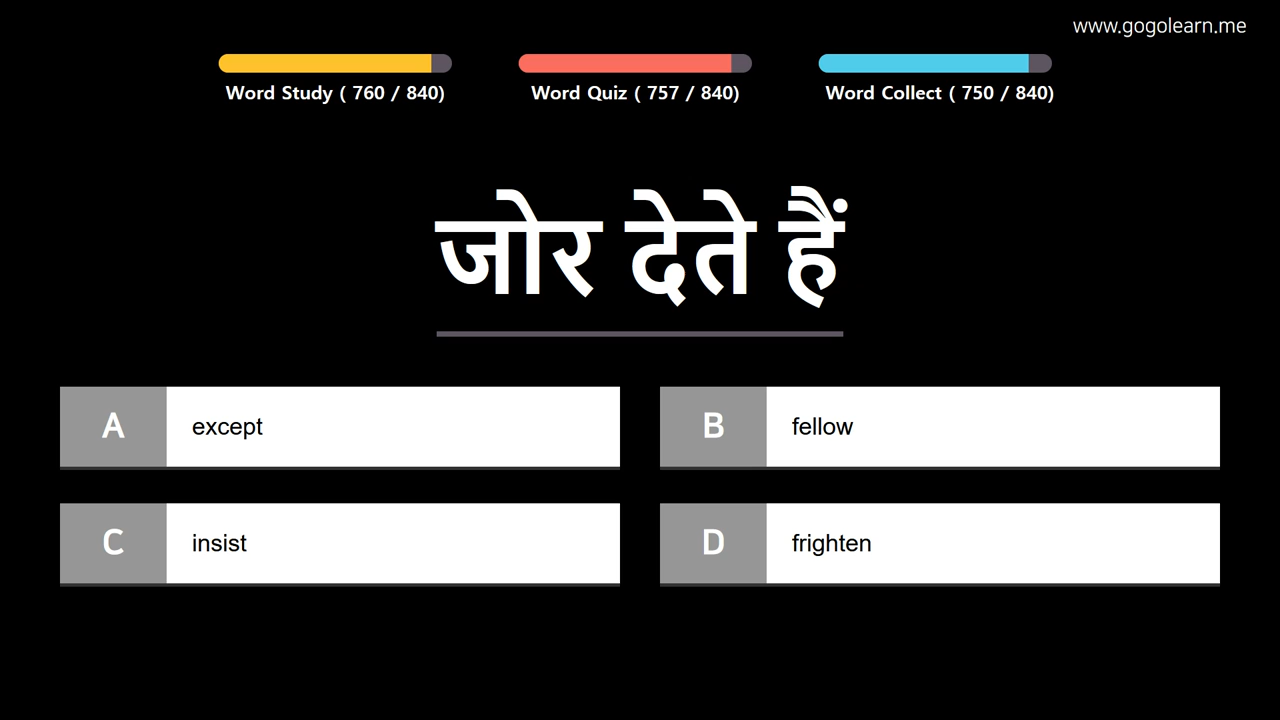 www.gogolearn.me
Word Study ( 760 / 840)
Word Quiz ( 757 / 840)
Word Collect ( 750 / 840)
जोर देते हैं
A except
B fellow
C insist
D frighten